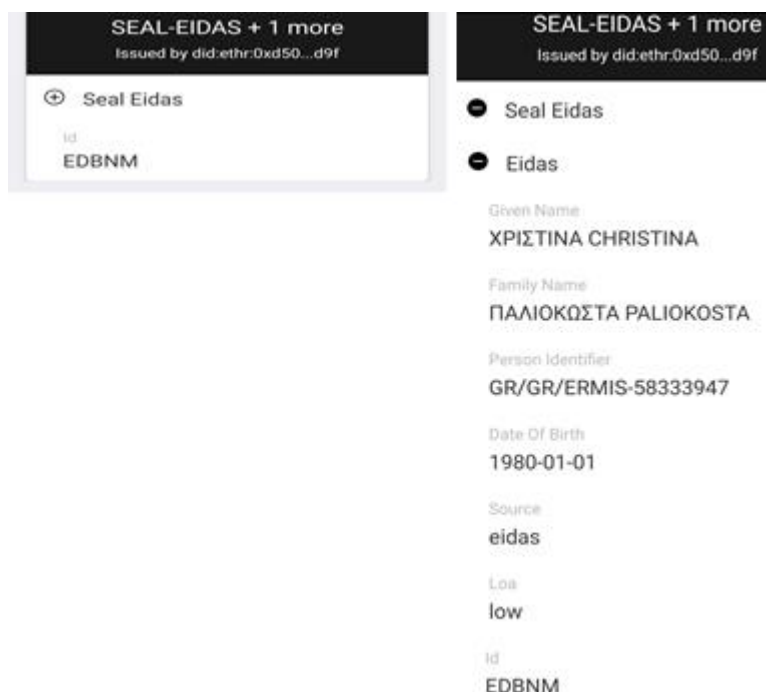 SEAL-EIDAS + 1 more
Issued by did:ethr:0xd50...d9f
Seal Eidas
Id
EDBNM
SEAL-EIDAS + 1 more
Issued by did:ethr:0xd50...d9f
Seal Eidas
Eidas
Given Name
ΧΡΙΣΤΙΝΑ CHRISTINA
Family Name
ΠΑΛΙΟΚΩΣΤΑ PALIOKOSTA
Person Identifier
GR/GR/ERMIS-58333947
Date Of Birth
1980-01-01
Source
eidas
Loa
low
Id
EDBNM